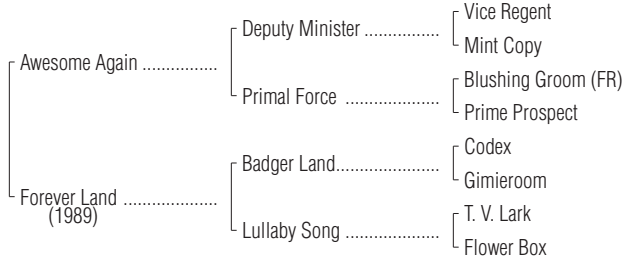 Vice Regent
Deputy Minister ..................
Mint Copy
Awesome Again ................
Blushing Groom (FR)
Primal Force ......................
Prime Prospect
Codex
Badger Land.......................
Gimieroom
Forever Land ....................
(1989)
T. V. Lark
Lullaby Song ......................
Flower Box